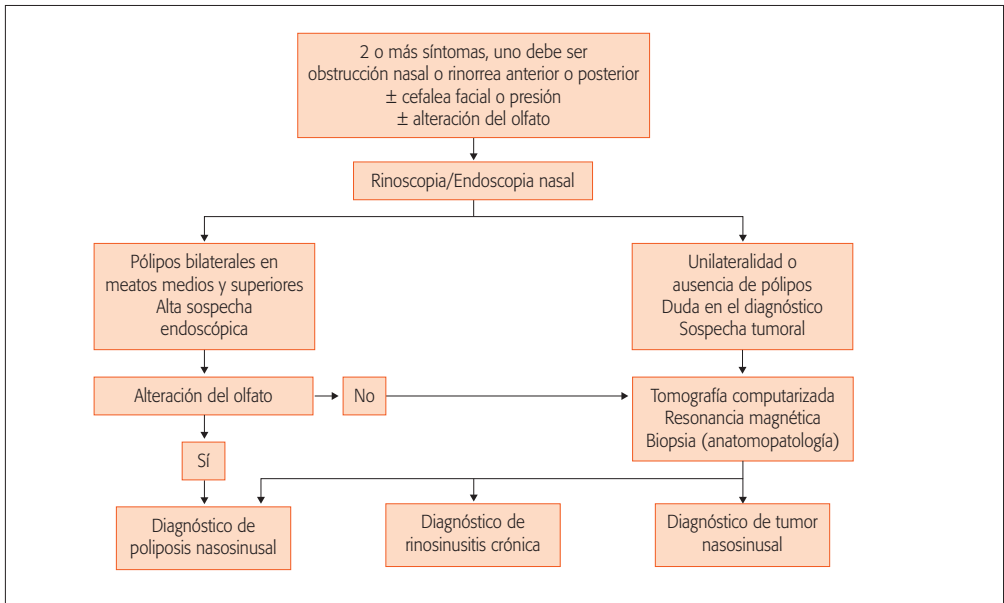 2 o más síntomas, uno debe ser
obstrucción nasal o rinorrea anterior o posterior
± cefalea facial o presión
± alteración del olfato
Rinoscopia/Endoscopia nasal
Pólipos bilaterales en
meatos medios y superiores
Alta sospecha
endoscópica
Unilateralidad o
ausencia de pólipos
Duda en el diagnóstico
Sospecha tumoral
Alteración del olfato
No
Tomografía computarizada
Resonancia magnética
Biopsia (anatomopatología)
Sí
Diagnóstico de
poliposis nasosinusal
Diagnóstico de
rinosinusitis crónica
Diagnóstico de tumor
nasosinusal